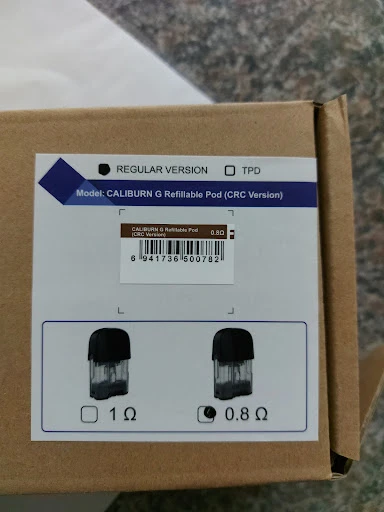 REGULAR VERSION TPD
Model: CALIBURN G Refillable Pod (CRC Version)
CALIBURN G Refillable Pod
(CRC Version) 0.8Ω
6 941736 500782
1 Ω 0.8 Ω